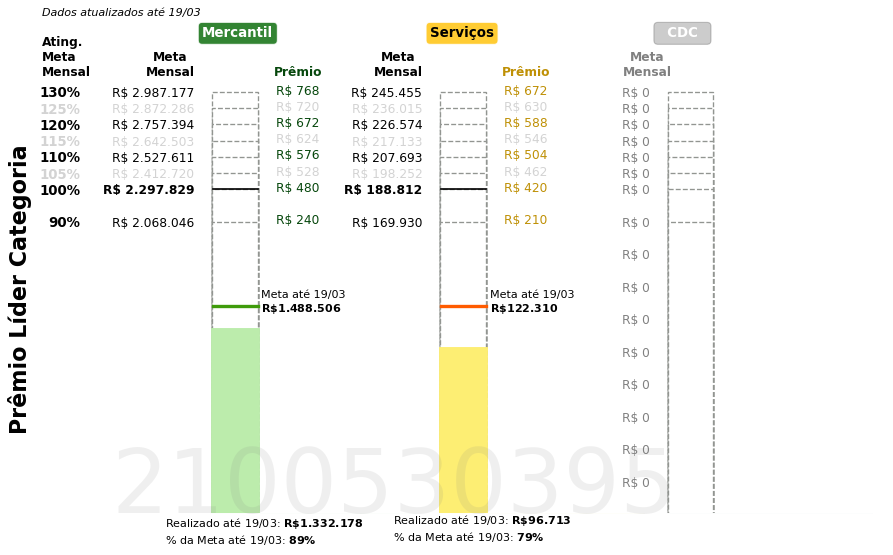 Dados atualizados até 19/03
Mercantil
Serviços
CDC
Ating.
Meta
Mensal
Meta
Mensal
Prêmio
Meta
Mensal
Prêmio
Meta
Mensal
130% R$ 2.987.177 R$ 768 R$ 245.455 R$ 672 R$ 0
125% R$ 2.872.286 R$ 720 R$ 236.015 R$ 630 R$ 0
120% R$ 2.757.394 R$ 672 R$ 226.574 R$ 588 R$ 0
115% R$ 2.642.503 R$ 624 R$ 217.133 R$ 546 R$ 0
110% R$ 2.527.611 R$ 576 R$ 207.693 R$ 504 R$ 0
105% R$ 2.412.720 R$ 528 R$ 198.252 R$ 462 R$ 0
100% R$ 2.297.829 R$ 480 R$ 188.812 R$ 420 R$ 0
90% R$ 2.068.046 R$ 240 R$ 169.930 R$ 210 R$ 0
R$ 0
R$ 0
R$ 0
R$ 0
R$ 0
R$ 0
R$ 0
R$ 0
Meta até 19/03
R$1.488.506
Meta até 19/03
R$122.310
Prêmio Líder Categoria
2100530395
Realizado até 19/03: R$1.332.178
% da Meta até 19/03: 89%
Realizado até 19/03: R$96.713
% da Meta até 19/03: 79%